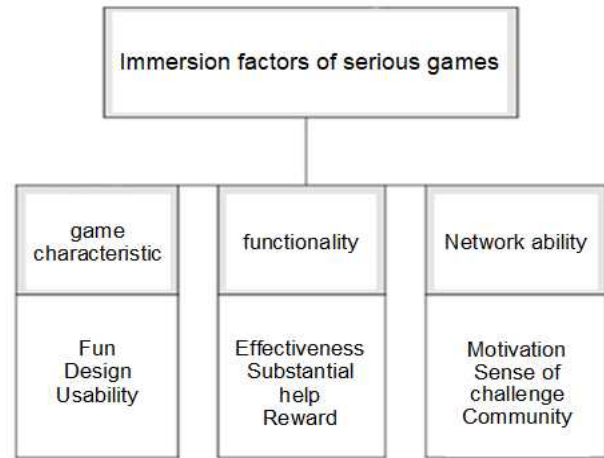 Immersion factors of serious games
game
characteristic
functionality
Network ability
Fun
Design
Usability
Effectiveness
Substantial
help
Reward
Motivation
Sense of
challenge
Community